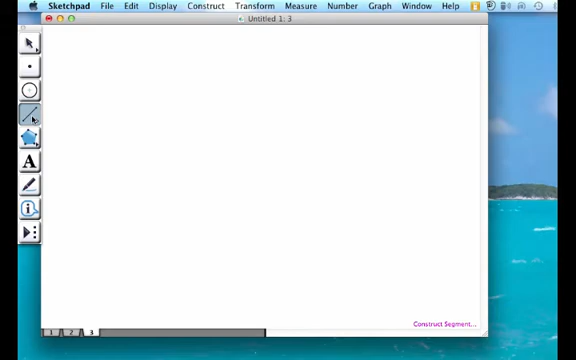 Sketchpad File Edit Display Construct Transform Measure Number Graph Window Help
Untitled 1: 3
A
Construct Segment...
1 2 3